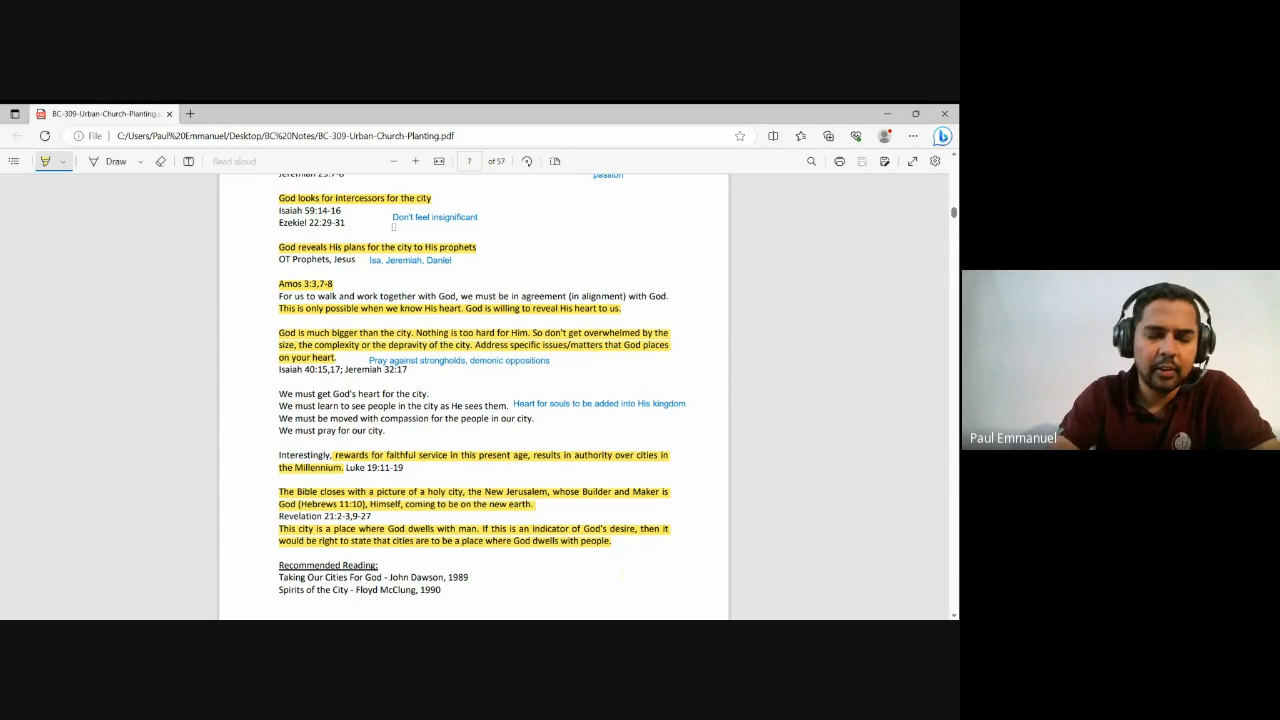 BC-309-Urban-Church-Planting.
File
C:/Users/Paul%20Emmanuel/Desktop/BC%20Notes/BC-309-Urban-Church-Planting.pdf
Draw
Read aloud
7 of 57
Jeremiah 29:7-8
passion
God looks for intercessors for the city
Isaiah 59:14-16
Don't feel insignificant
Ezekiel 22:29-31
God reveals His plans for the city to His prophets
OT Prophets, Jesus Isa, Jeremiah, Daniel
Amos 3:3,7-8
For us to walk and work together with God, we must be in agreement (in alignment) with God.
This is only possible when we know His heart. God is willing to reveal His heart to us.
God is much bigger than the city. Nothing is too hard for Him. So don't get overwhelmed by the
size, the complexity or the depravity of the city. Address specific issues/matters that God places
on your heart. Pray against strongholds, demonic oppositions
Isaiah 40:15,17; Jeremiah 32:17
We must get God's heart for the city.
We must learn to see people in the city as He sees them. Heart for souls to be added into His kingdom
We must be moved with compassion for the people in our city.
We must pray for our city.
Interestingly, rewards for faithful service in this present age, results in authority over cities in
the Millennium. Luke 19:11-19
The Bible closes with a picture of a holy city, the New Jerusalem, whose Builder and Maker is
God (Hebrews 11:10), Himself, coming to be on the new earth.
Revelation 21:2-3,9-27
This city is a place where God dwells with man. If this is an indicator of God's desire, then it
would be right to state that cities are to be a place where God dwells with people.
Recommended Reading:
Taking Our Cities For God - John Dawson, 1989
Spirits of the City - Floyd McClung, 1990
Paul Emmanuel